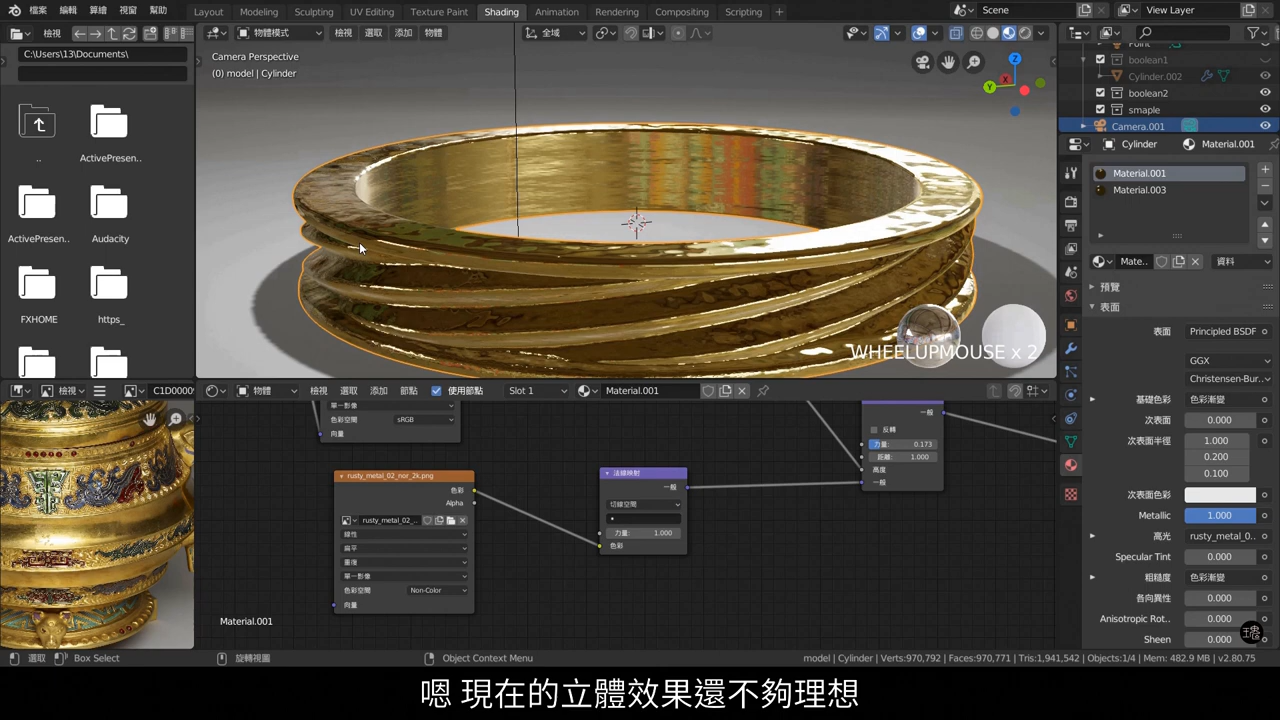 檔案 編輯 算繪 視窗 幫助
Layout Modeling Sculpting UV Editing Texture Paint Shading Animation Rendering Compositing Scripting +
Scene
View Layer
檢視
物體模式 檢視 選取 添加 物體
全域
C:\Users\13\Documents\
Camera Perspective
(0) model | Cylinder
..
ActivePresen..
ActivePresen..
Audacity
FXHOME
https_
WHEELUPMOUSE x 2
boolean1
Cylinder.002
boolean2
smaple
Camera.001
Cylinder
Material.001
Material.001
Material.003
Mate..
資料
預覽
表面
表面 Principled BSDF
GGX
Christensen-Bur..
基礎色彩 色彩漸變
次表面 0.000
次表面半徑 1.000
0.200
0.100
次表面色彩
Metallic 1.000
高光 rusty_metal_0..
Specular Tint 0.000
粗糙度 色彩漸變
各向異性 0.000
Anisotropic Rot.. 0.000
Sheen 0.000
檢視 C1D0000
物體 檢視 選取 添加 節點 使用節點 Slot 1 Material.001
單一影像
色彩空間 sRGB
向量
rusty_metal_02_nor_2k.png
色彩
Alpha
rusty_metal_02_..
線性
扁平
重複
單一影像
色彩空間 Non-Color
向量
法線映射
一般
切線空間
力量: 1.000
色彩
一般
反轉
力量: 0.173
距離: 1.000
高度
一般
Material.001
選取 Box Select 旋轉視圖 Object Context Menu
model | Cylinder | Verts:970,792 | Faces:970,771 | Tris:1,941,542 | Objects:1/4 | Mem: 482.9 MB | v2.80.75
嗯 現在的立體效果還不夠理想